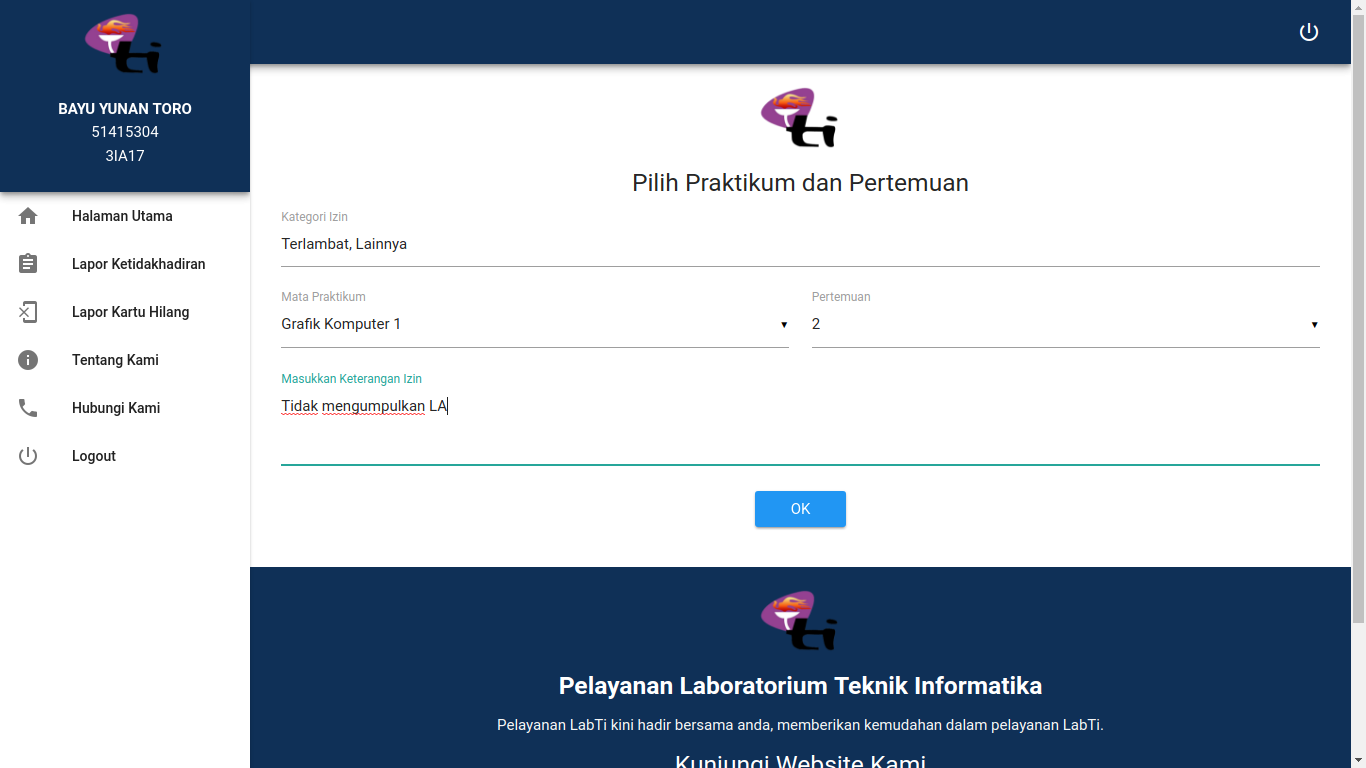 ti
BAYU YUNAN TORO
51415304
3IA17
Halaman Utama
Lapor Ketidakhadiran
Lapor Kartu Hilang
Tentang Kami
Hubungi Kami
Logout
ti
Pilih Praktikum dan Pertemuan
Kategori Izin
Terlambat, Lainnya
Mata Praktikum
Grafik Komputer 1
Pertemuan
2
Masukkan Keterangan Izin
Tidak mengumpulkan LA
OK
ti
Pelayanan Laboratorium Teknik Informatika
Pelayanan LabTi kini hadir bersama anda, memberikan kemudahan dalam pelayanan LabTi.
Kunjungi Website Kami